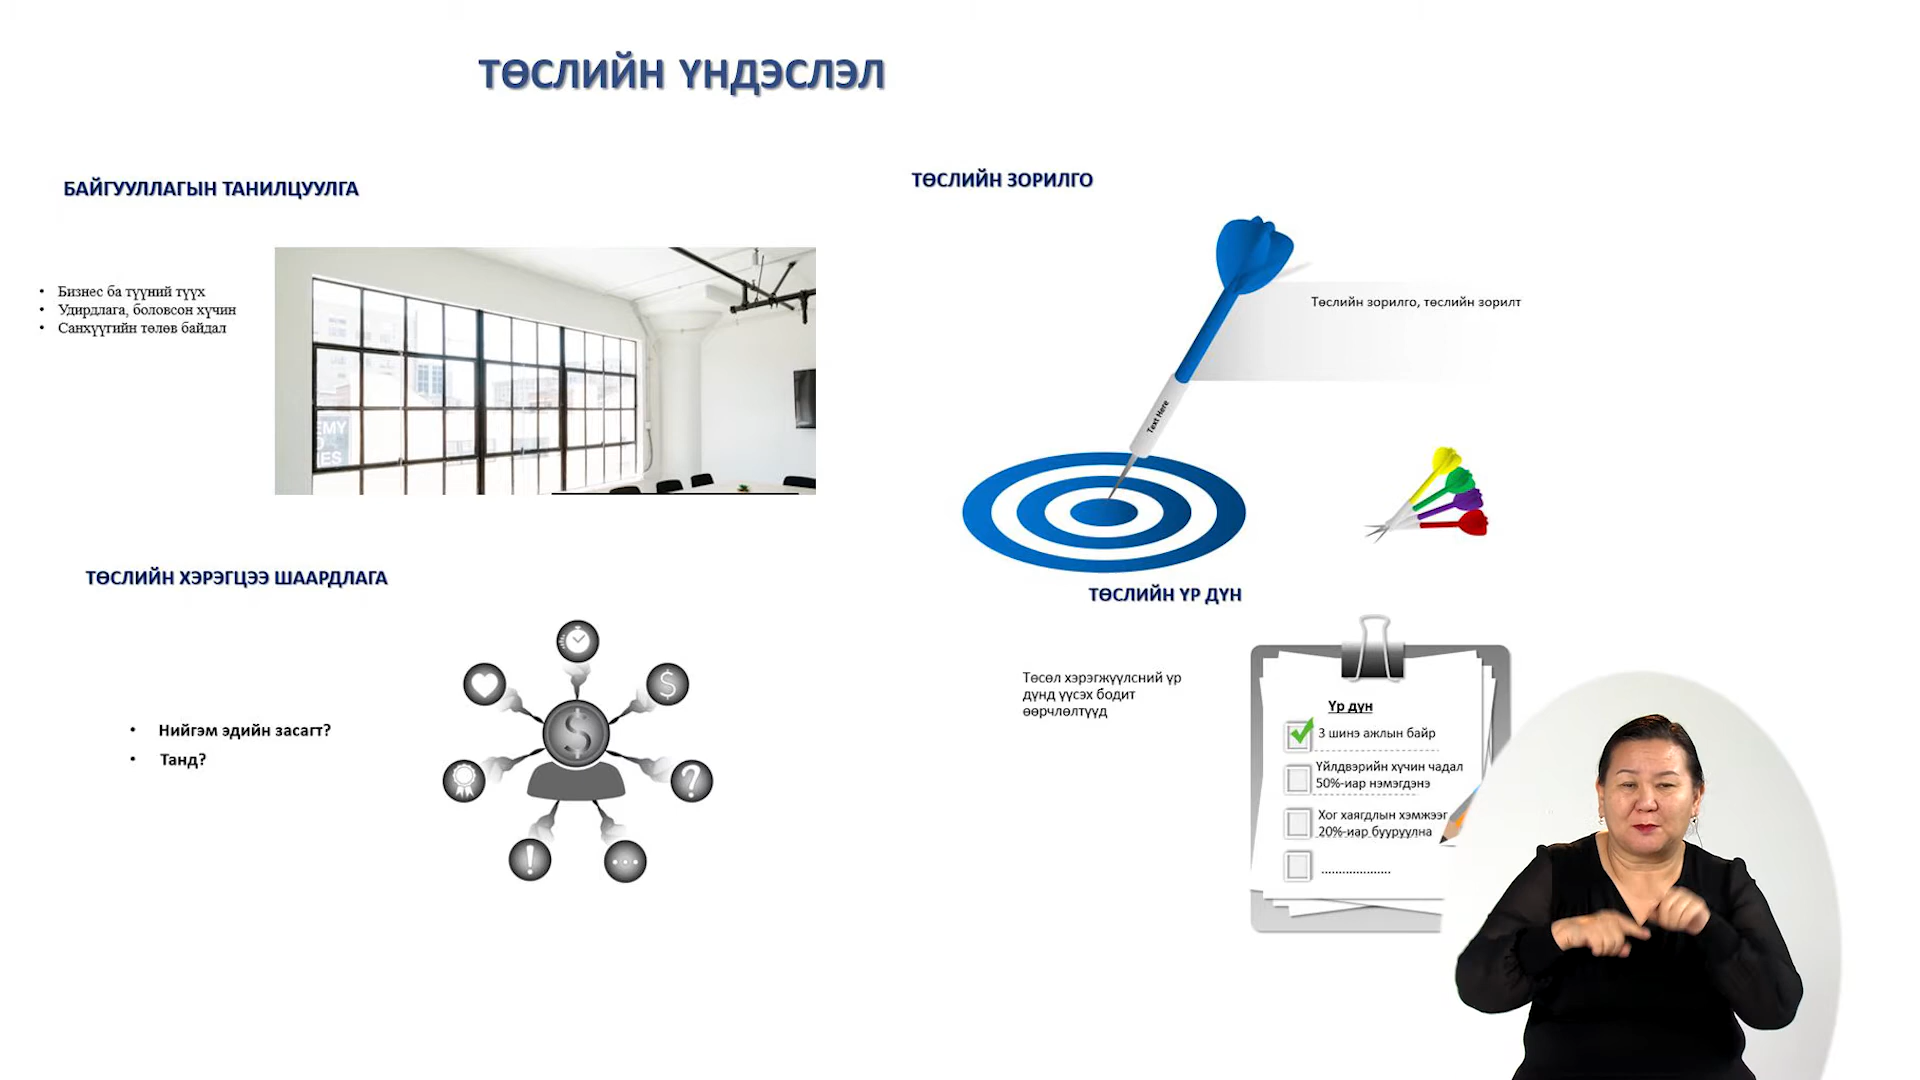 ТӨСЛИЙН ҮНДЭСЛЭЛ
БАЙГУУЛЛАГЫН ТАНИЛЦУУЛГА
• Бизнес ба түүний түүх
• Удирдлага, боловсон хүчин
• Санхүүгийн төлөв байдал
EMY
IES
ТӨСЛИЙН ЗОРИЛГО
Төслийн зорилго, төслийн зорилт
Text Here
ТӨСЛИЙН ХЭРЭГЦЭЭ ШААРДЛАГА
• Нийгэм эдийн засагт?
• Танд?
ТӨСЛИЙН ҮР ДҮН
Төсөл хэрэгжүүлсний үр
дүнд үүсэх бодит
өөрчлөлтүүд
Үр дүн
3 шинэ ажлын байр
Үйлдвэрийн хүчин чадал
50%-иар нэмэгдэнэ
Хог хаягдлын хэмжээг
20%-иар бууруулна
....................